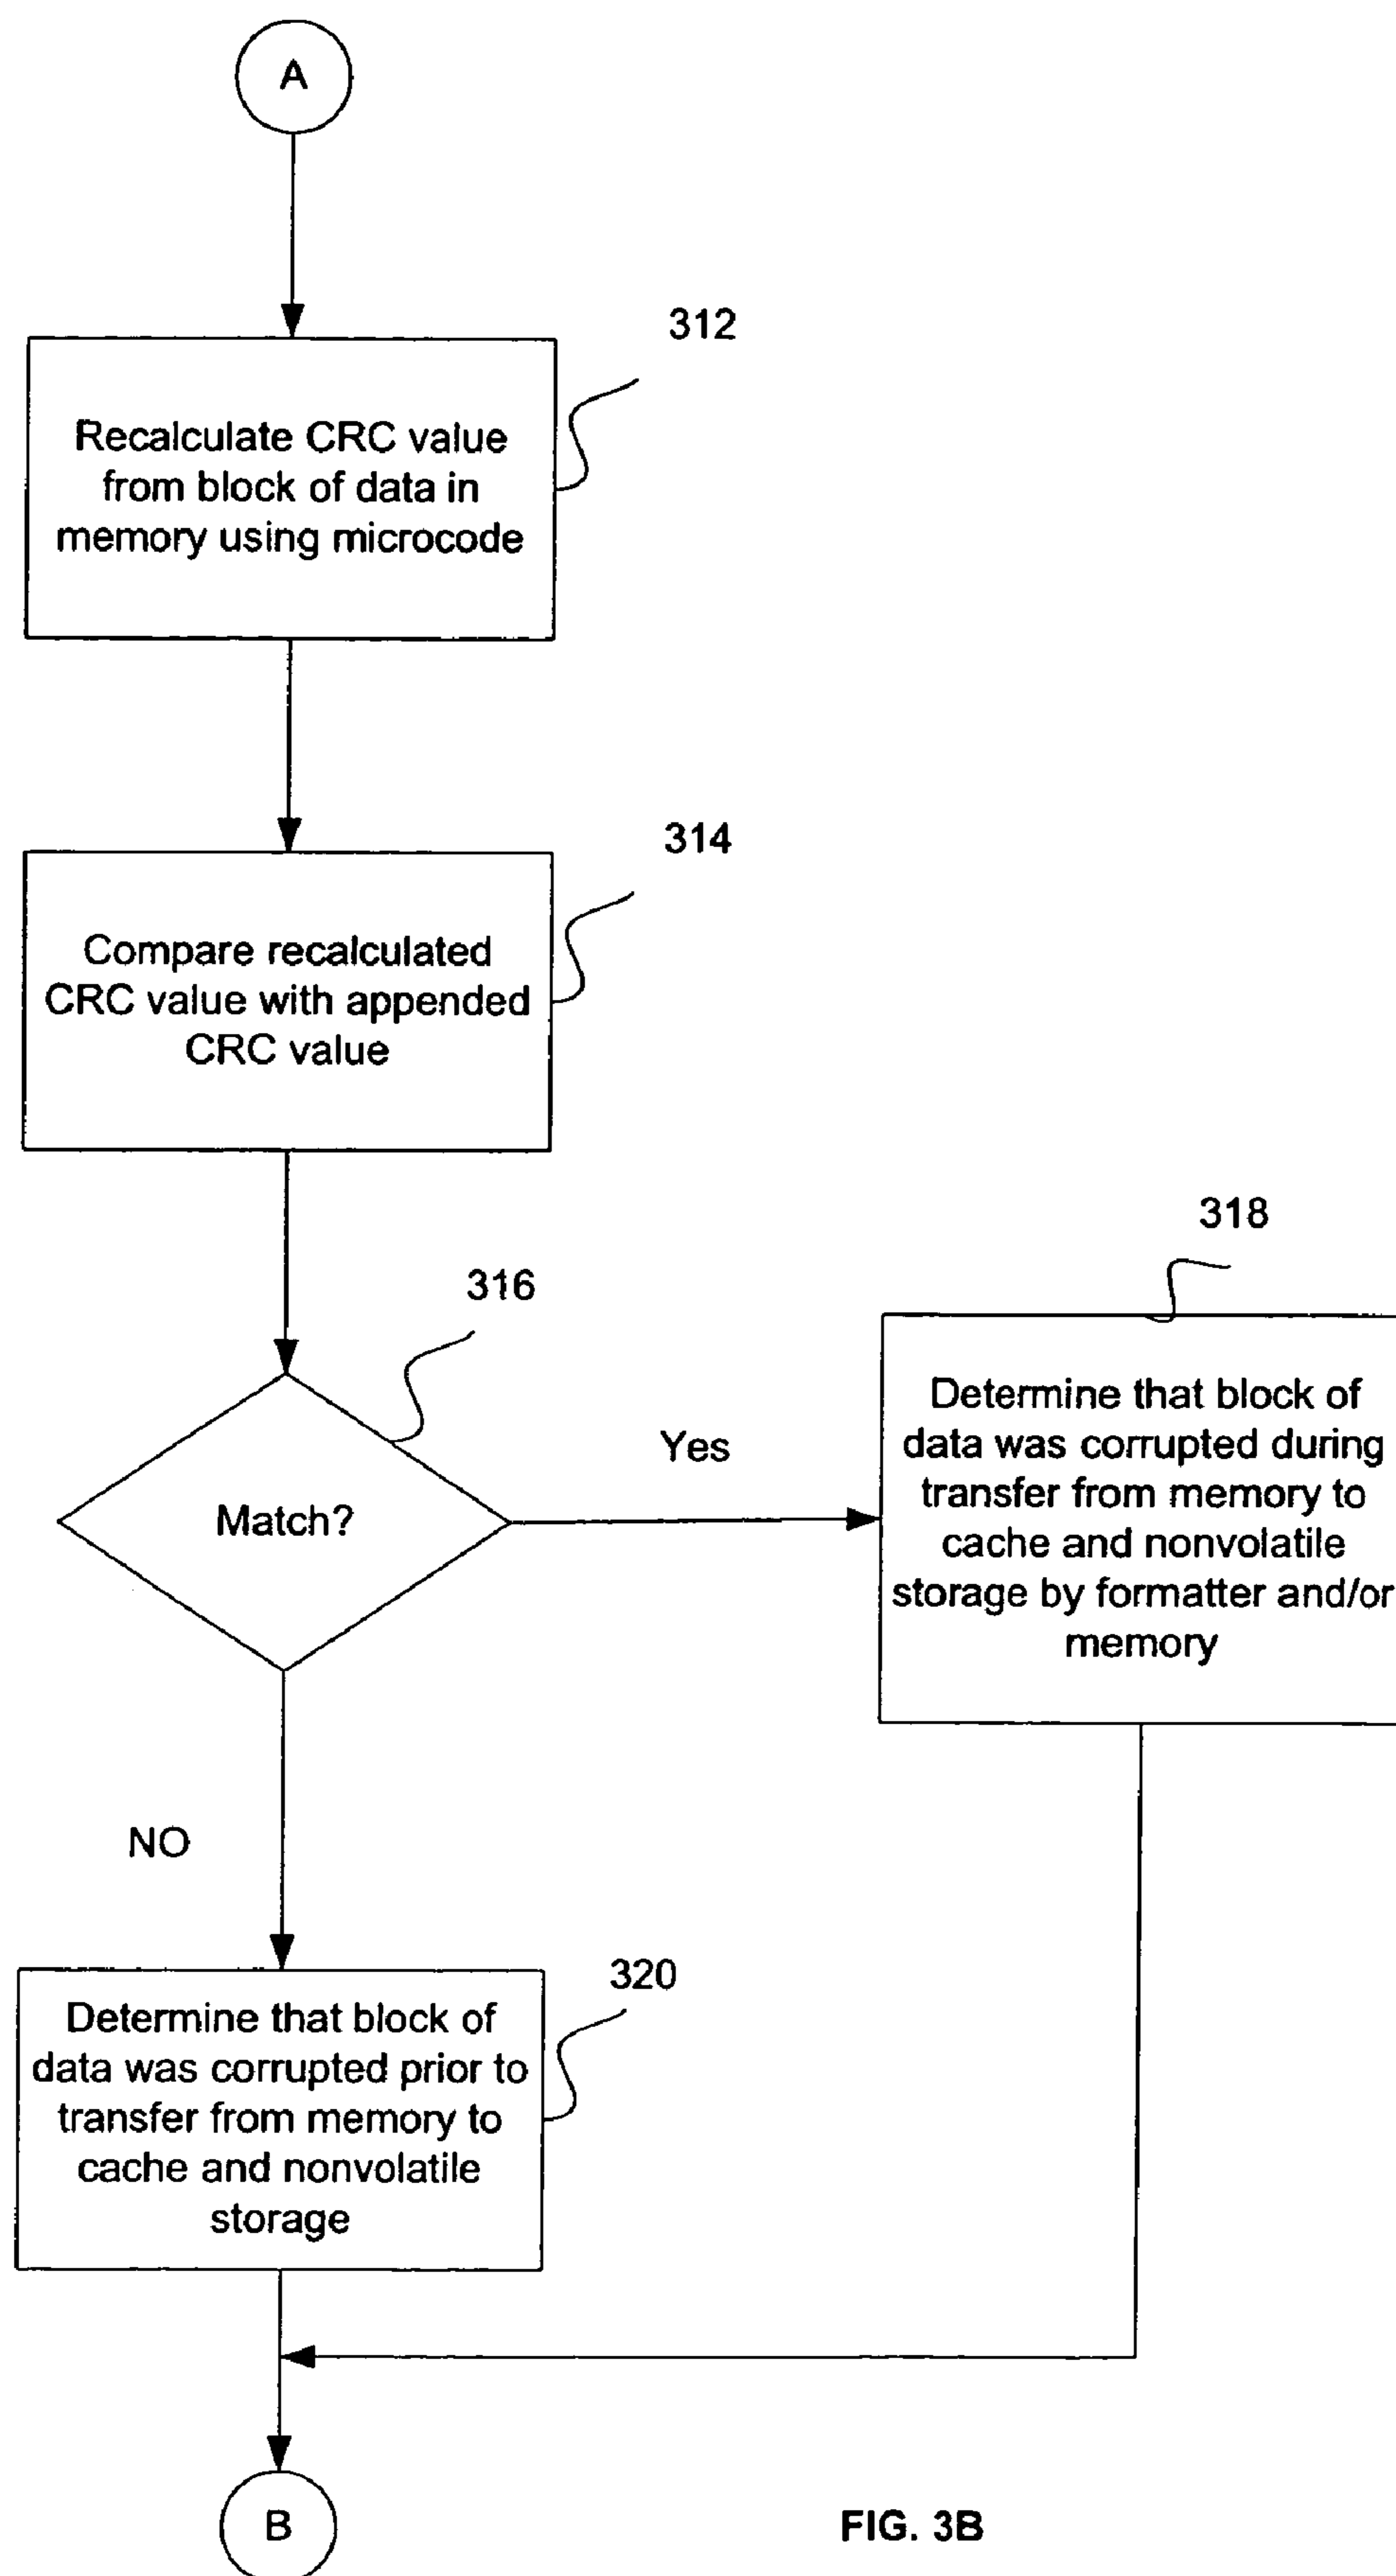 A
312
Recalculate CRC value
from block of data in
memory using microcode
314
Compare recalculated
CRC value with appended
CRC value
316
Match?
Yes
318
Determine that block of
data was corrupted during
transfer from memory to
cache and nonvolatile
storage by formatter and/or
memory
NO
320
Determine that block of
data was corrupted prior to
transfer from memory to
cache and nonvolatile
storage
B
FIG. 3B